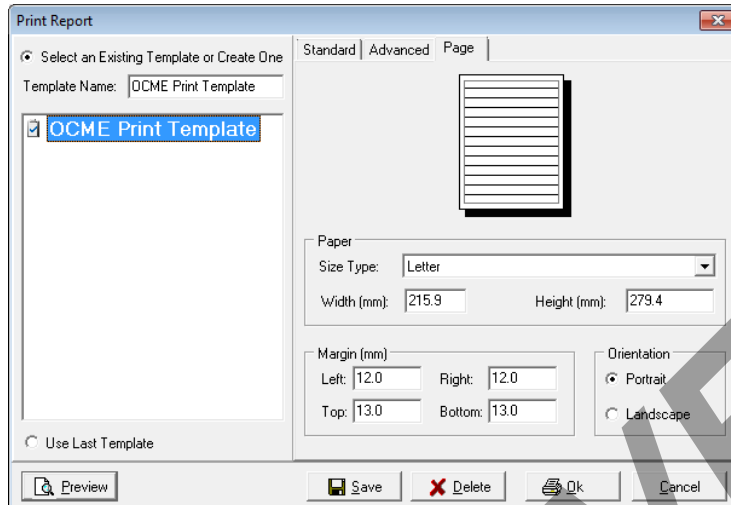 Print Report
Select an Existing Template or Create One
Template Name: OCME Print Template
OCME Print Template
Use Last Template
Standard Advanced Page
Paper
Size Type: Letter
Width (mm): 215.9 Height (mm): 279.4
Margin (mm)
Left: 12.0 Right: 12.0
Top: 13.0 Bottom: 13.0
Orientation
Portrait
Landscape
Preview Save Delete Ok Cancel